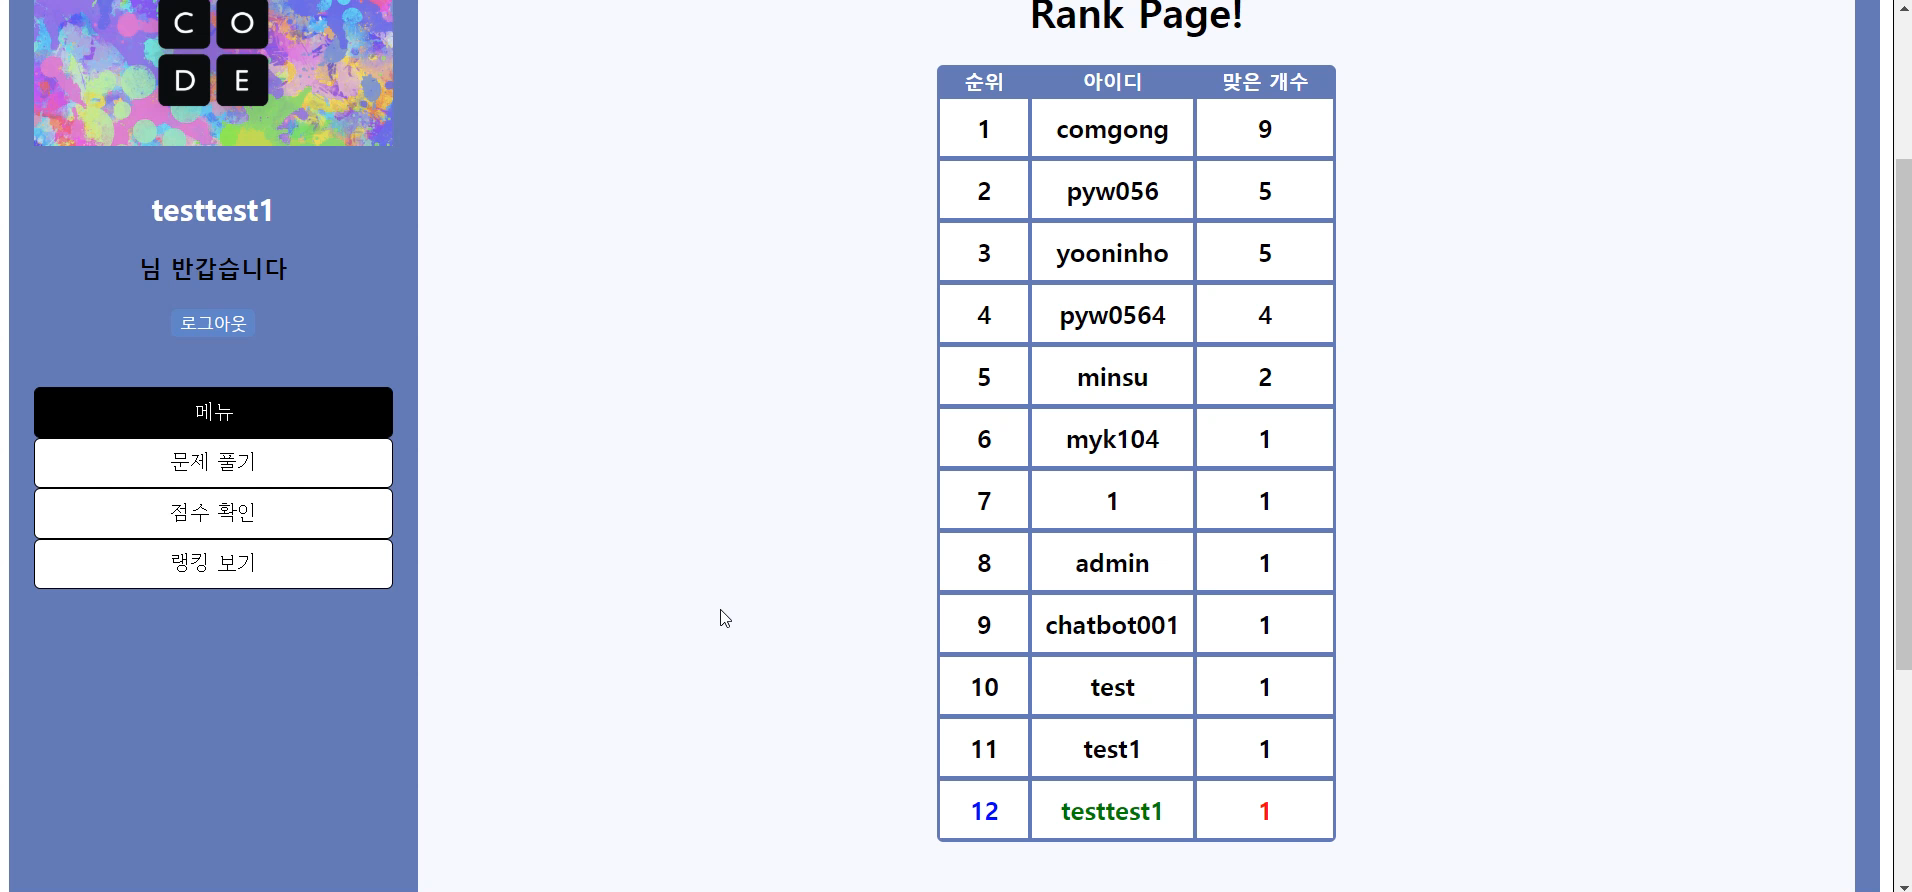 C O
D E
testtest1
님 반갑습니다
로그아웃
메뉴
문제 풀기
점수 확인
랭킹 보기
Rank Page!
순위 아이디 맞은 개수
1 comgong 9
2 pyw056 5
3 yooninho 5
4 pyw0564 4
5 minsu 2
6 myk104 1
7 1 1
8 admin 1
9 chatbot001 1
10 test 1
11 test1 1
12 testtest1 1